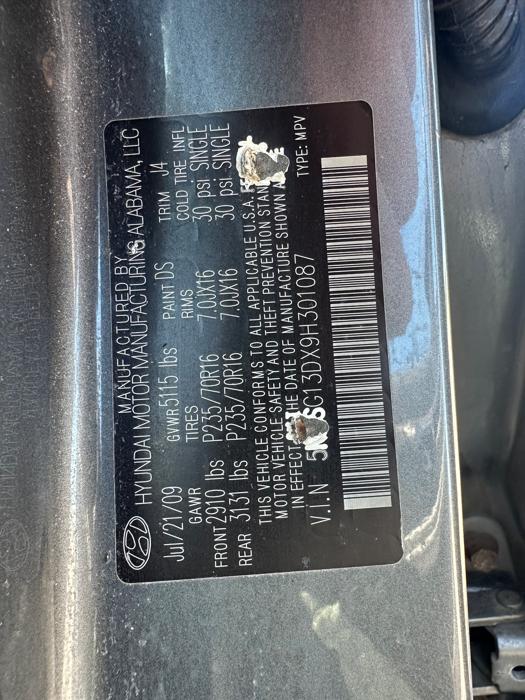 MANUFACTURED BY
HYUNDAI MOTOR MANUFACTURING ALABAMA, LLC
Jul/21/09 GVWR 5115 lbs PAINT DS TRIM J4
GAWR TIRES RIMS COLD TIRE INFL
FRONT 2910 lbs P235/70R16 7.0JX16 30 psi SINGLE
REAR 3131 lbs P235/70R16 7.0JX16 30 psi SINGLE
THIS VEHICLE CONFORMS TO ALL APPLICABLE U.S.A.
MOTOR VEHICLE SAFETY AND THEFT PREVENTION STAN
IN EFFECT THE DATE OF MANUFACTURE SHOWN A
V.I.N 5N SG13DX9H301087 TYPE: MPV